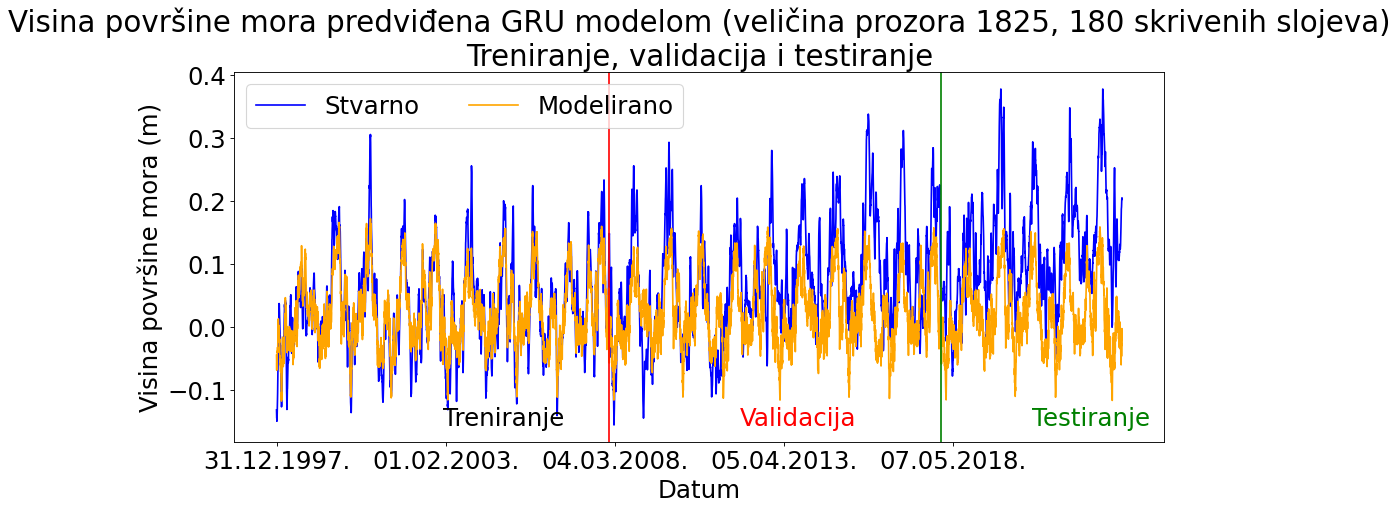 Visina površine mora predviđena GRU modelom (veličina prozora 1825, 180 skrivenih slojeva)
Treniranje, validacija i testiranje
Stvarno
Modelirano
Visina površine mora (m)
0.4
0.3
0.2
0.1
0.0
−0.1
Treniranje
Validacija
Testiranje
31.12.1997.
01.02.2003.
04.03.2008.
05.04.2013.
07.05.2018.
Datum